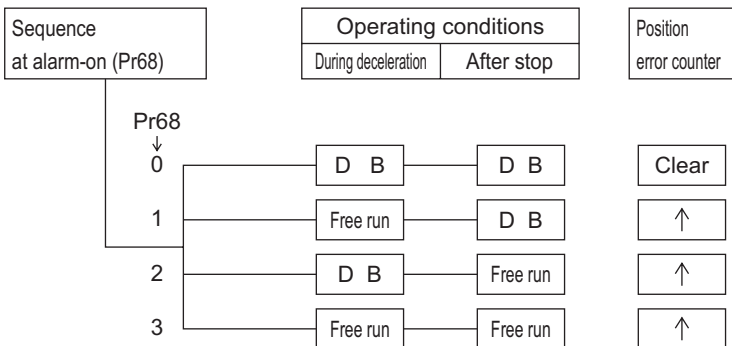 Sequence
at alarm-on (Pr68)
Operating conditions
During deceleration After stop
Position
error counter
Pr68
↓
0 D B D B Clear
1 Free run D B ↑
2 D B Free run ↑
3 Free run Free run ↑